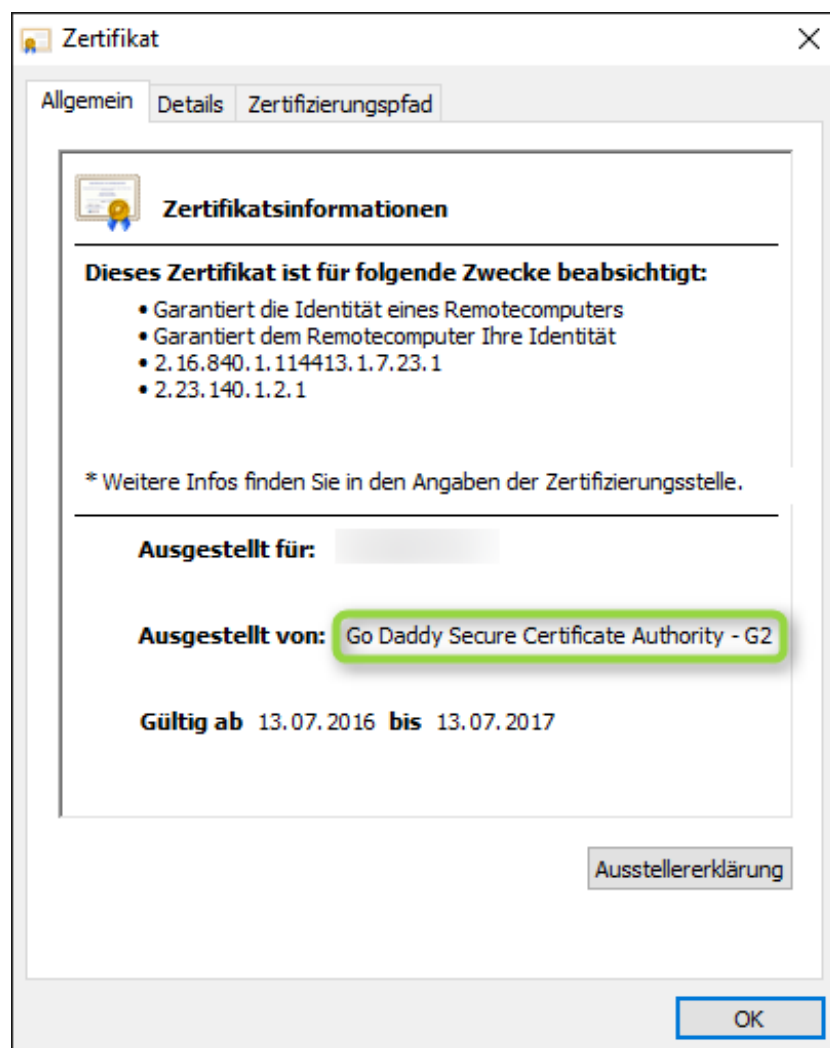 Zertifikat
Allgemein Details Zertifizierungspfad
Zertifikatsinformationen
Dieses Zertifikat ist für folgende Zwecke beabsichtigt:
• Garantiert die Identität eines Remotecomputers
• Garantiert dem Remotecomputer Ihre Identität
• 2.16.840.1.114413.1.7.23.1
• 2.23.140.1.2.1
* Weitere Infos finden Sie in den Angaben der Zertifizierungsstelle.
Ausgestellt für:
Ausgestellt von: Go Daddy Secure Certificate Authority - G2
Gültig ab 13.07.2016 bis 13.07.2017
Ausstellererklärung
OK